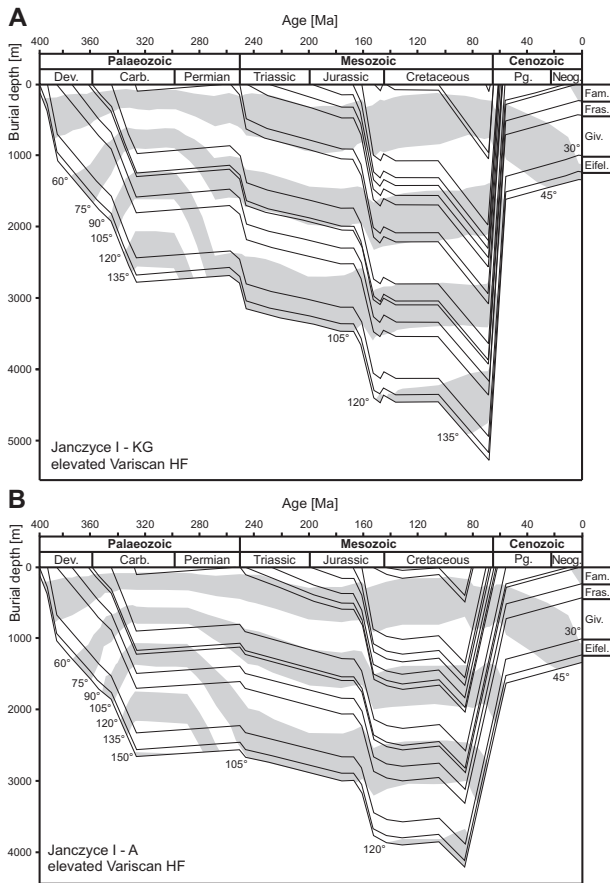 A
Age [Ma]
400 360 320 280 240 200 160 120 80 40 0
Palaeozoic Mesozoic Cenozoic
Dev. Carb. Permian Triassic Jurassic Cretaceous Pg. Neog.
Burial depth [m]
0
1000
2000
3000
4000
5000
Fam.
Fras.
Giv.
Eifel.
30°
45°
60°
75°
90°
105°
120°
135°
105°
120°
135°
Janczyce I - KG
elevated Variscan HF
B
Age [Ma]
400 360 320 280 240 200 160 120 80 40 0
Palaeozoic Mesozoic Cenozoic
Dev. Carb. Permian Triassic Jurassic Cretaceous Pg. Neog.
Burial depth [m]
0
1000
2000
3000
4000
Fam.
Fras.
Giv.
Eifel.
30°
45°
60°
75°
90°
105°
120°
135°
150°
105°
120°
Janczyce I - A
elevated Variscan HF